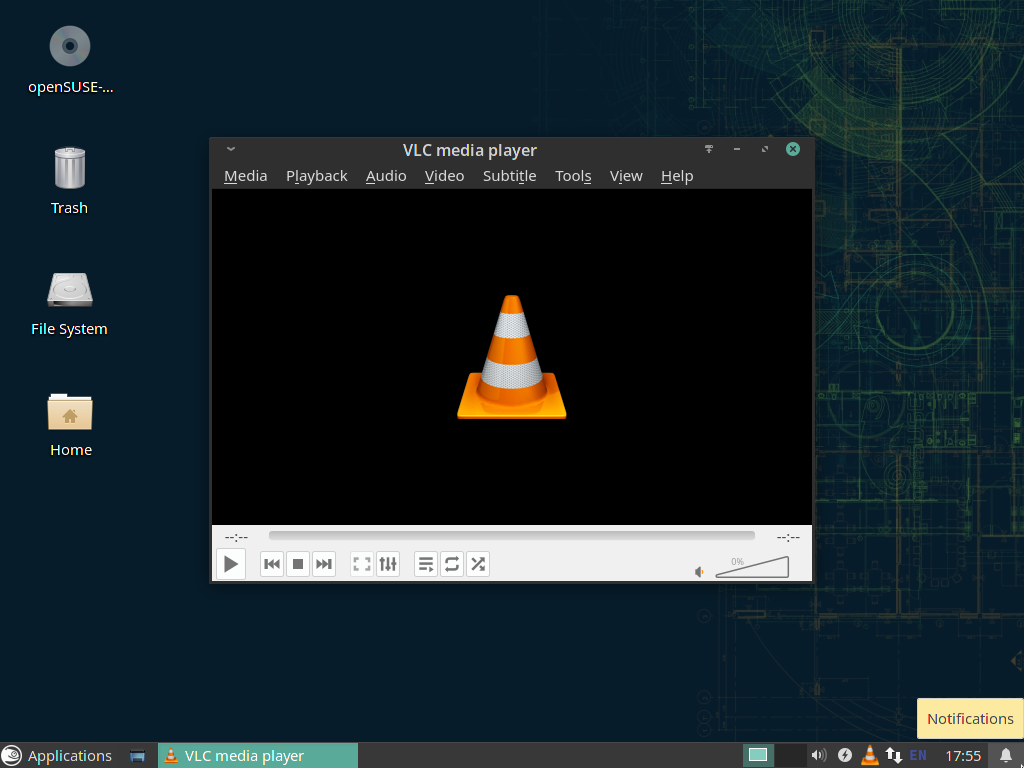 openSUSE-...
Trash
File System
Home
VLC media player
Media Playback Audio Video Subtitle Tools View Help
--:-- --:--
0%
Notifications
Applications VLC media player EN 17:55